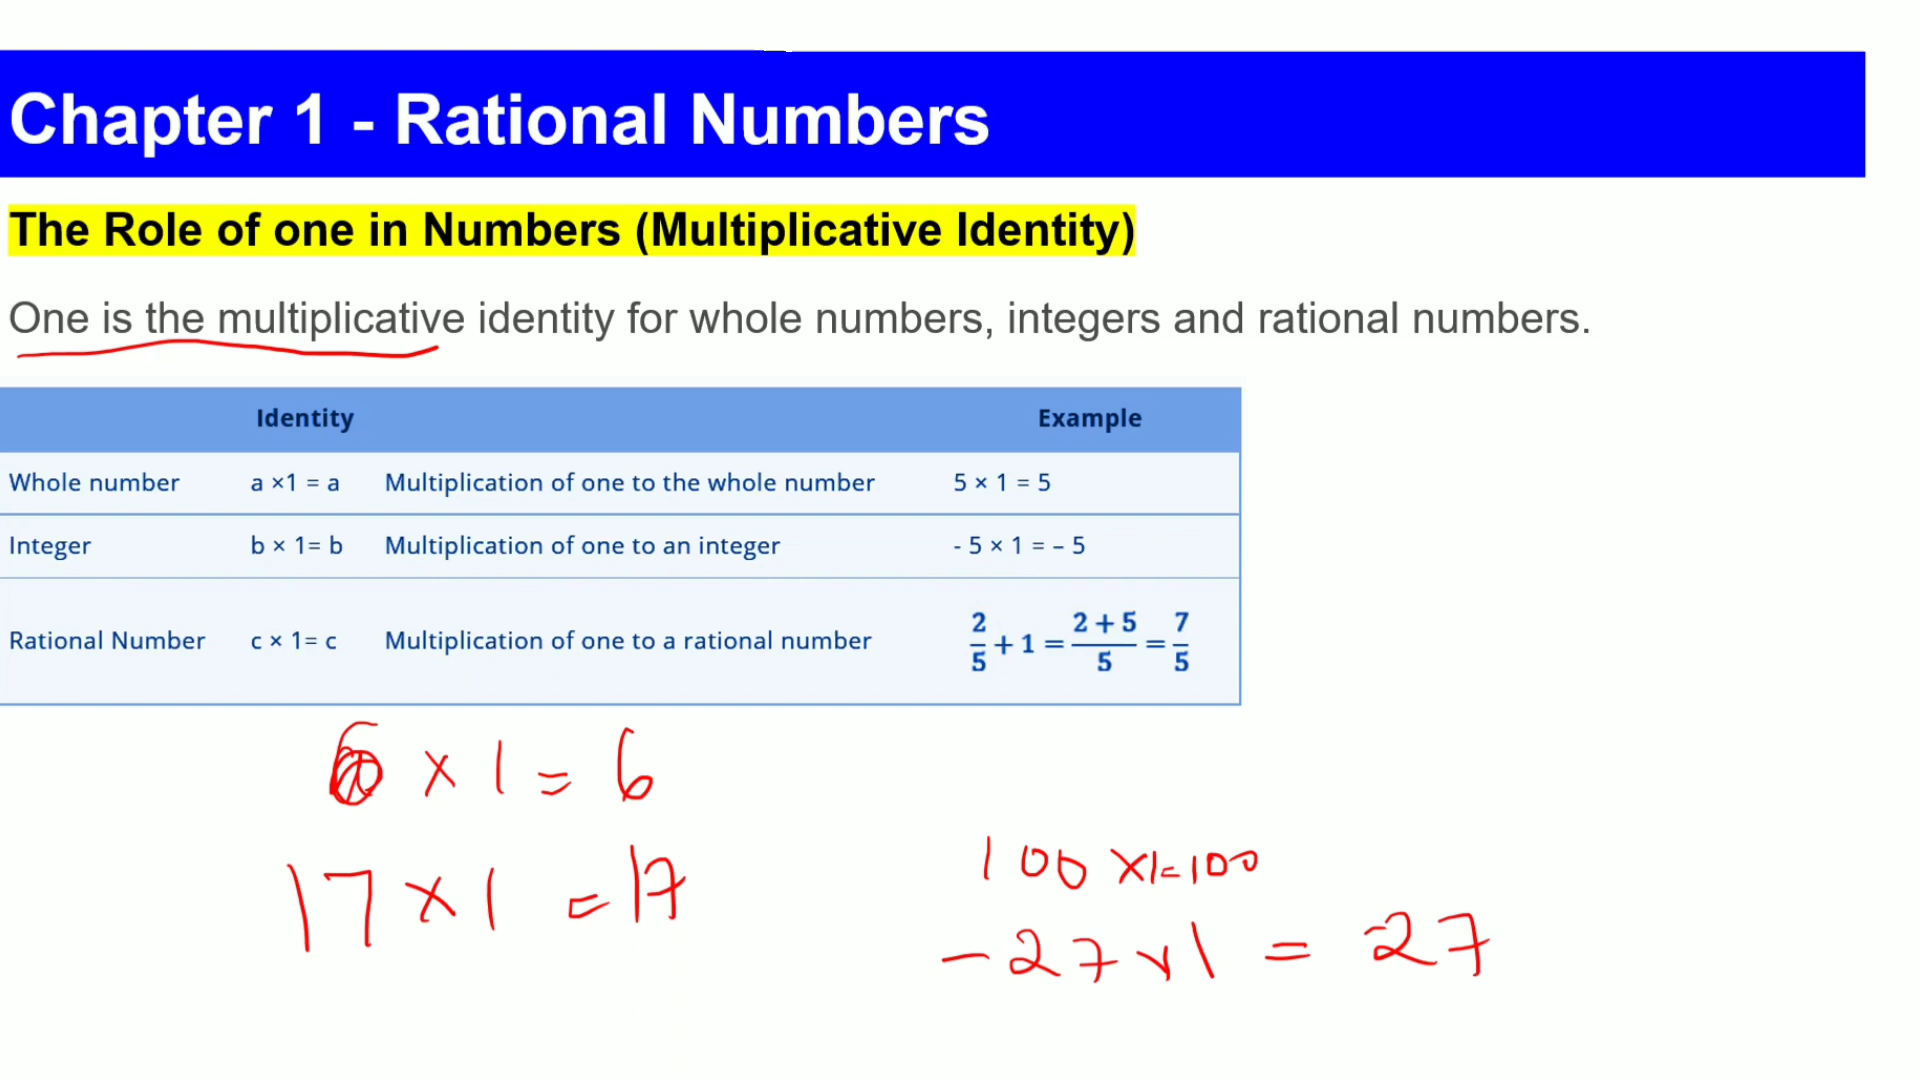 Chapter 1 - Rational Numbers
The Role of one in Numbers (Multiplicative Identity)
One is the multiplicative identity for whole numbers, integers and rational numbers.
Identity Example
Whole number a ×1 = a Multiplication of one to the whole number 5 × 1 = 5
Integer b × 1= b Multiplication of one to an integer - 5 × 1 = – 5
Rational Number c × 1= c Multiplication of one to a rational number 2/5 + 1 = (2 + 5)/5 = 7/5
6 × 1 = 6
17 × 1 = 17
100 × 1 = 100
- 27 × 1 = 27